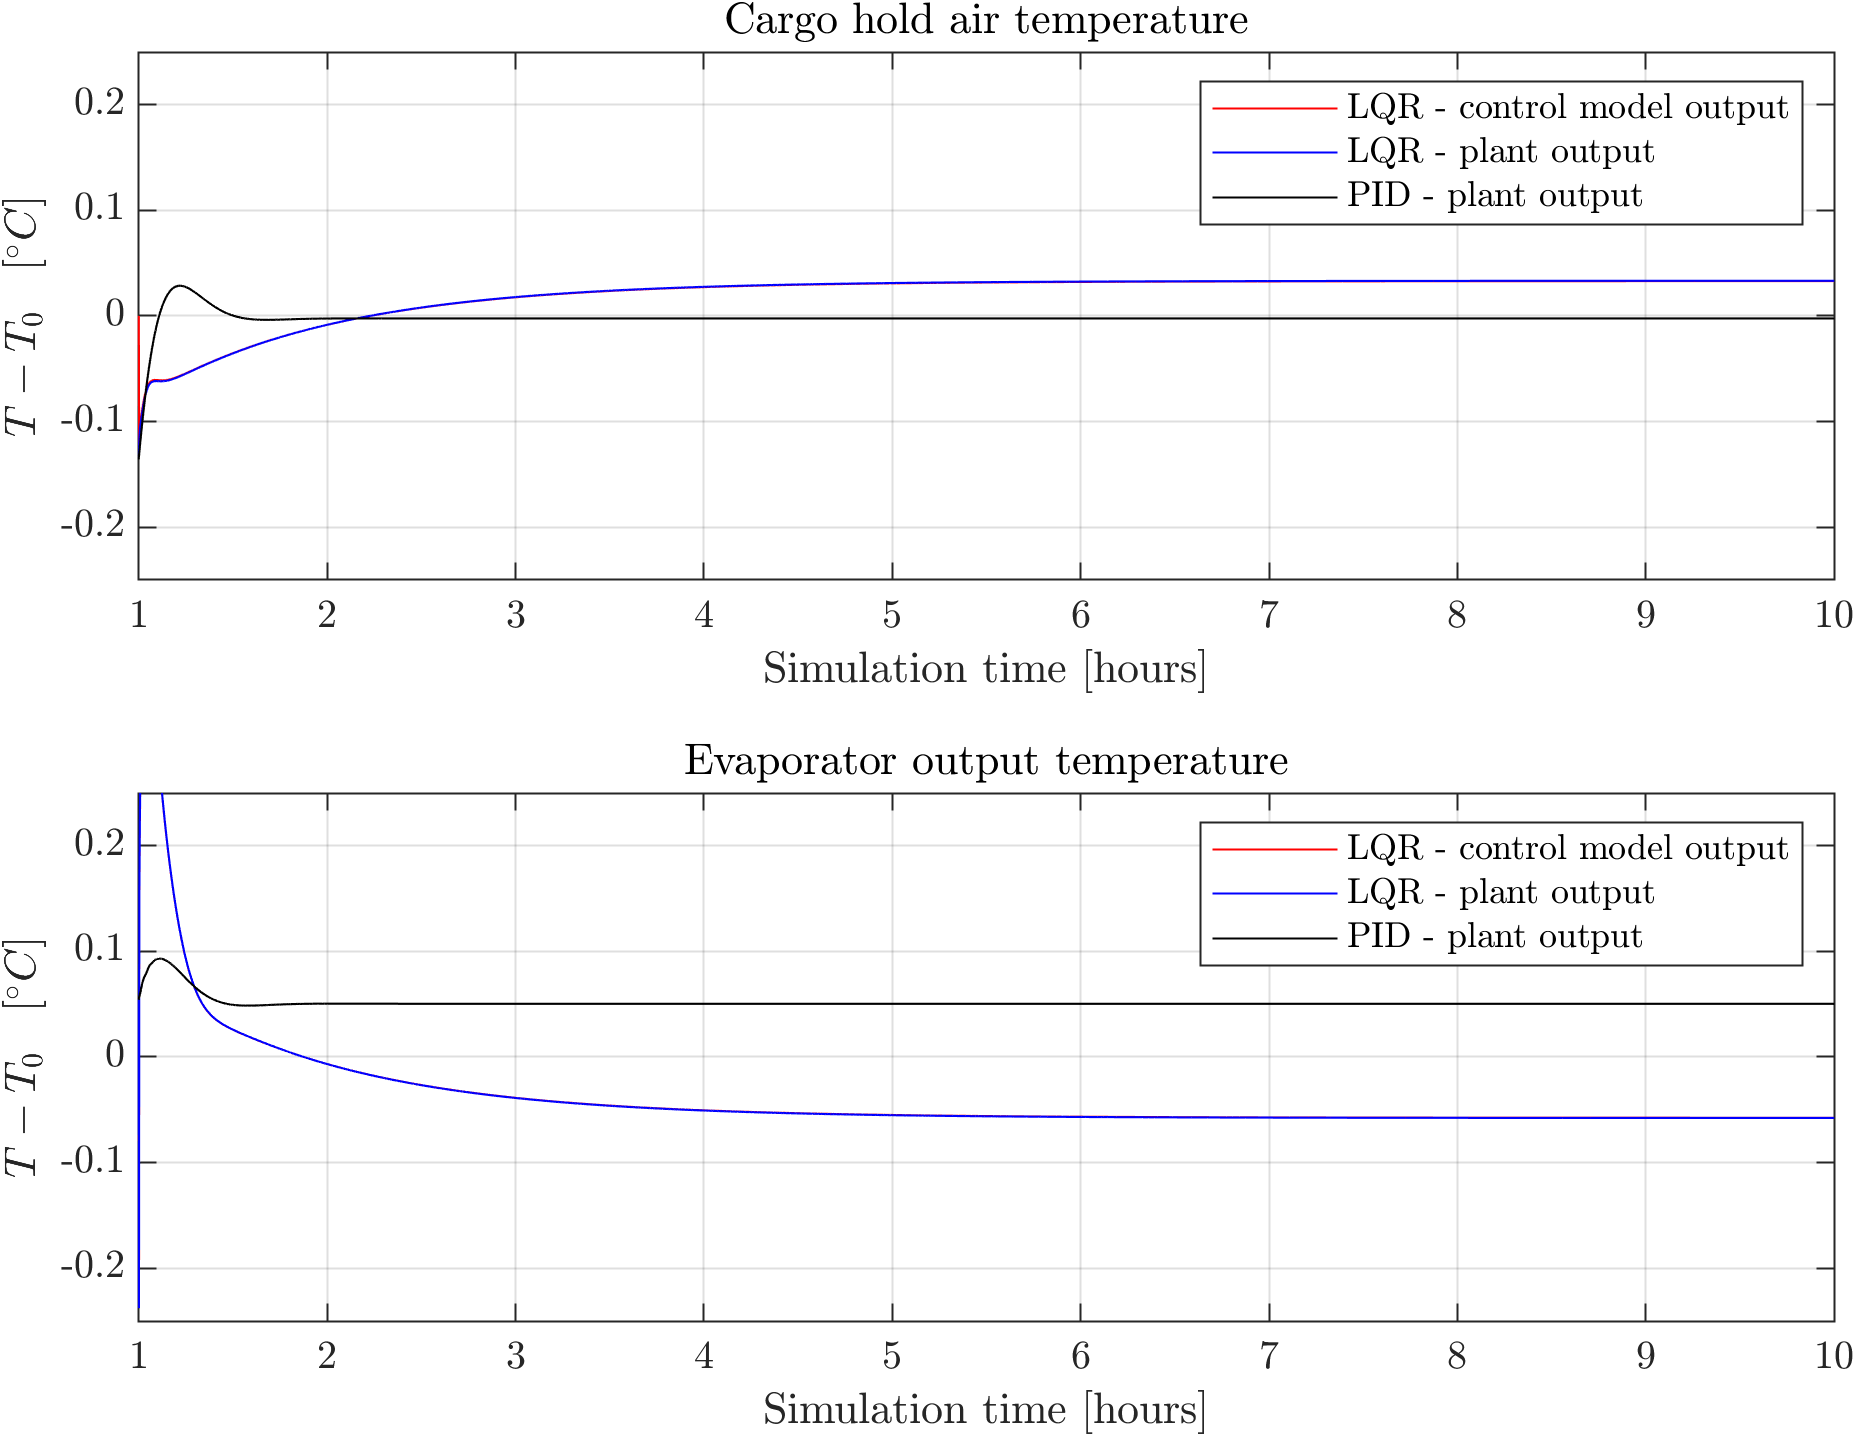 Cargo hold air temperature
0.2
0.1
0
-0.1
-0.2
T − T₀ [°C]
LQR - control model output
LQR - plant output
PID - plant output
1 2 3 4 5 6 7 8 9 10
Simulation time [hours]
Evaporator output temperature
0.2
0.1
0
-0.1
-0.2
T − T₀ [°C]
LQR - control model output
LQR - plant output
PID - plant output
1 2 3 4 5 6 7 8 9 10
Simulation time [hours]